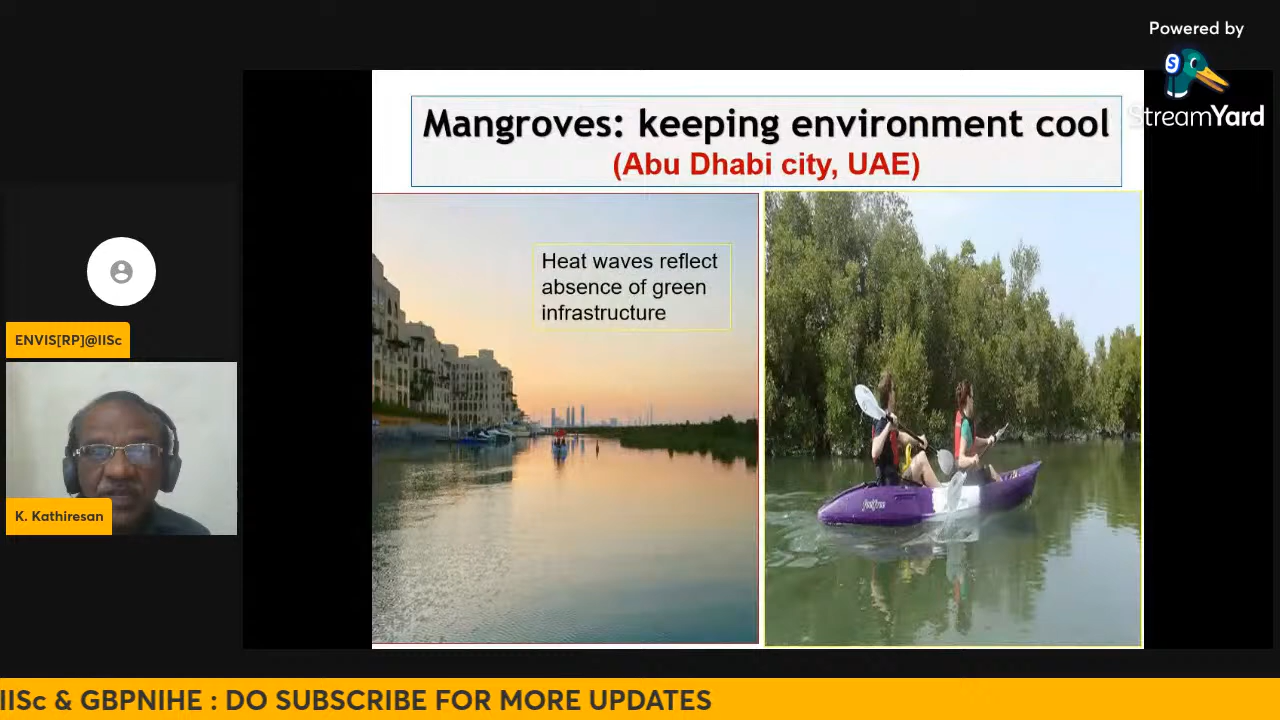 Powered by
S
StreamYard
Mangroves: keeping environment cool
(Abu Dhabi city, UAE)
Heat waves reflect
absence of green
infrastructure
ENVIS[RP]@IISc
K. Kathiresan
IISc & GBPNIHE : DO SUBSCRIBE FOR MORE UPDATES